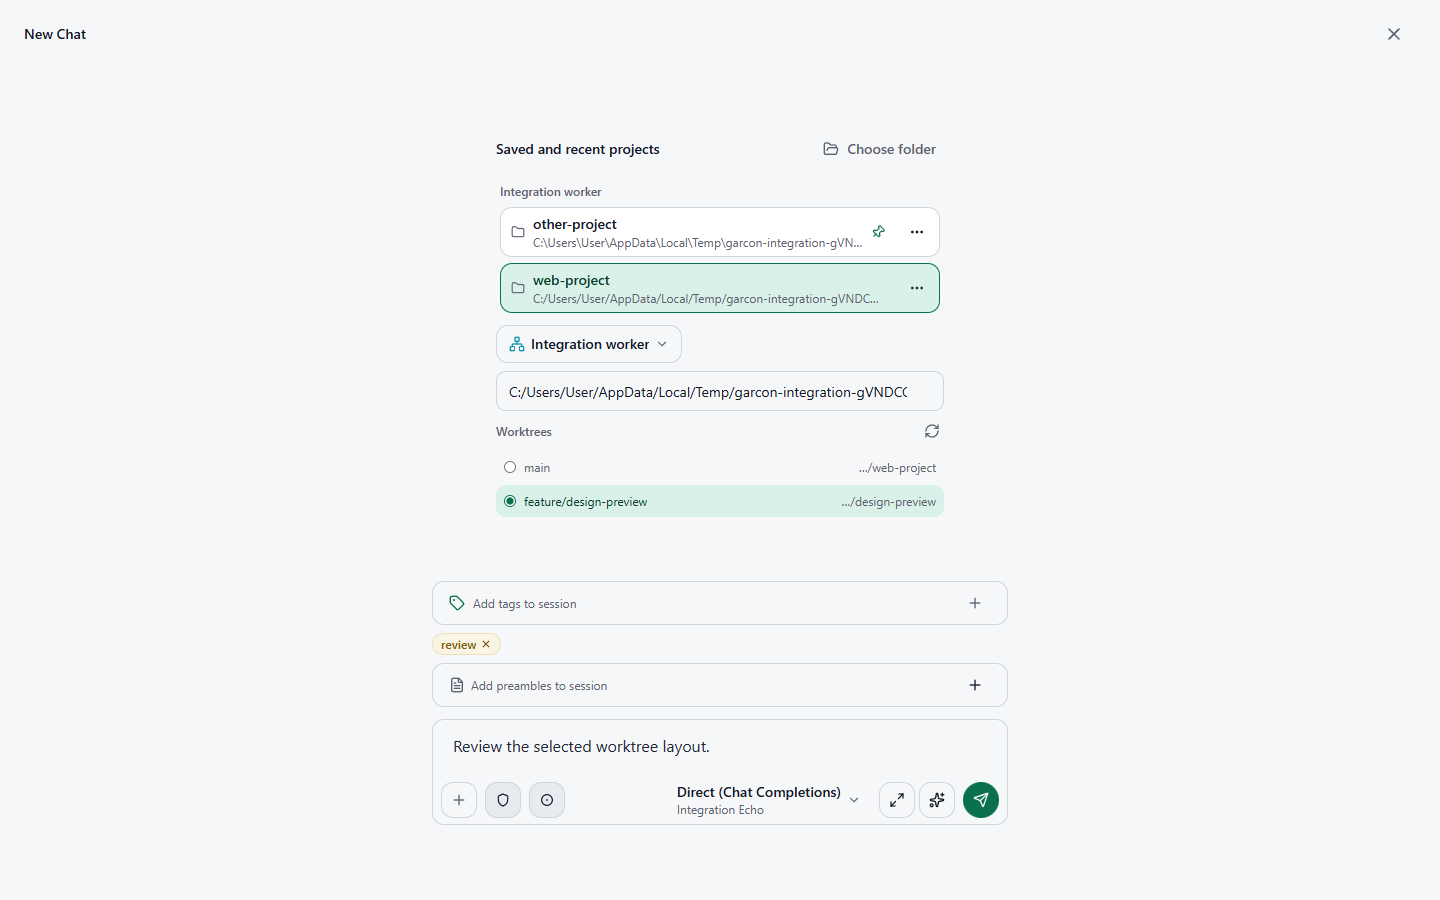 New Chat
Saved and recent projects
Choose folder
Integration worker
other-project
C:\Users\User\AppData\Local\Temp\garcon-integration-gVN...
web-project
C:/Users/User/AppData/Local/Temp/garcon-integration-gVNDC...
Integration worker
C:/Users/User/AppData/Local/Temp/garcon-integration-gVNDC
Worktrees
main
.../web-project
feature/design-preview
.../design-preview
Add tags to session
review
Add preambles to session
Review the selected worktree layout.
Direct (Chat Completions)
Integration Echo